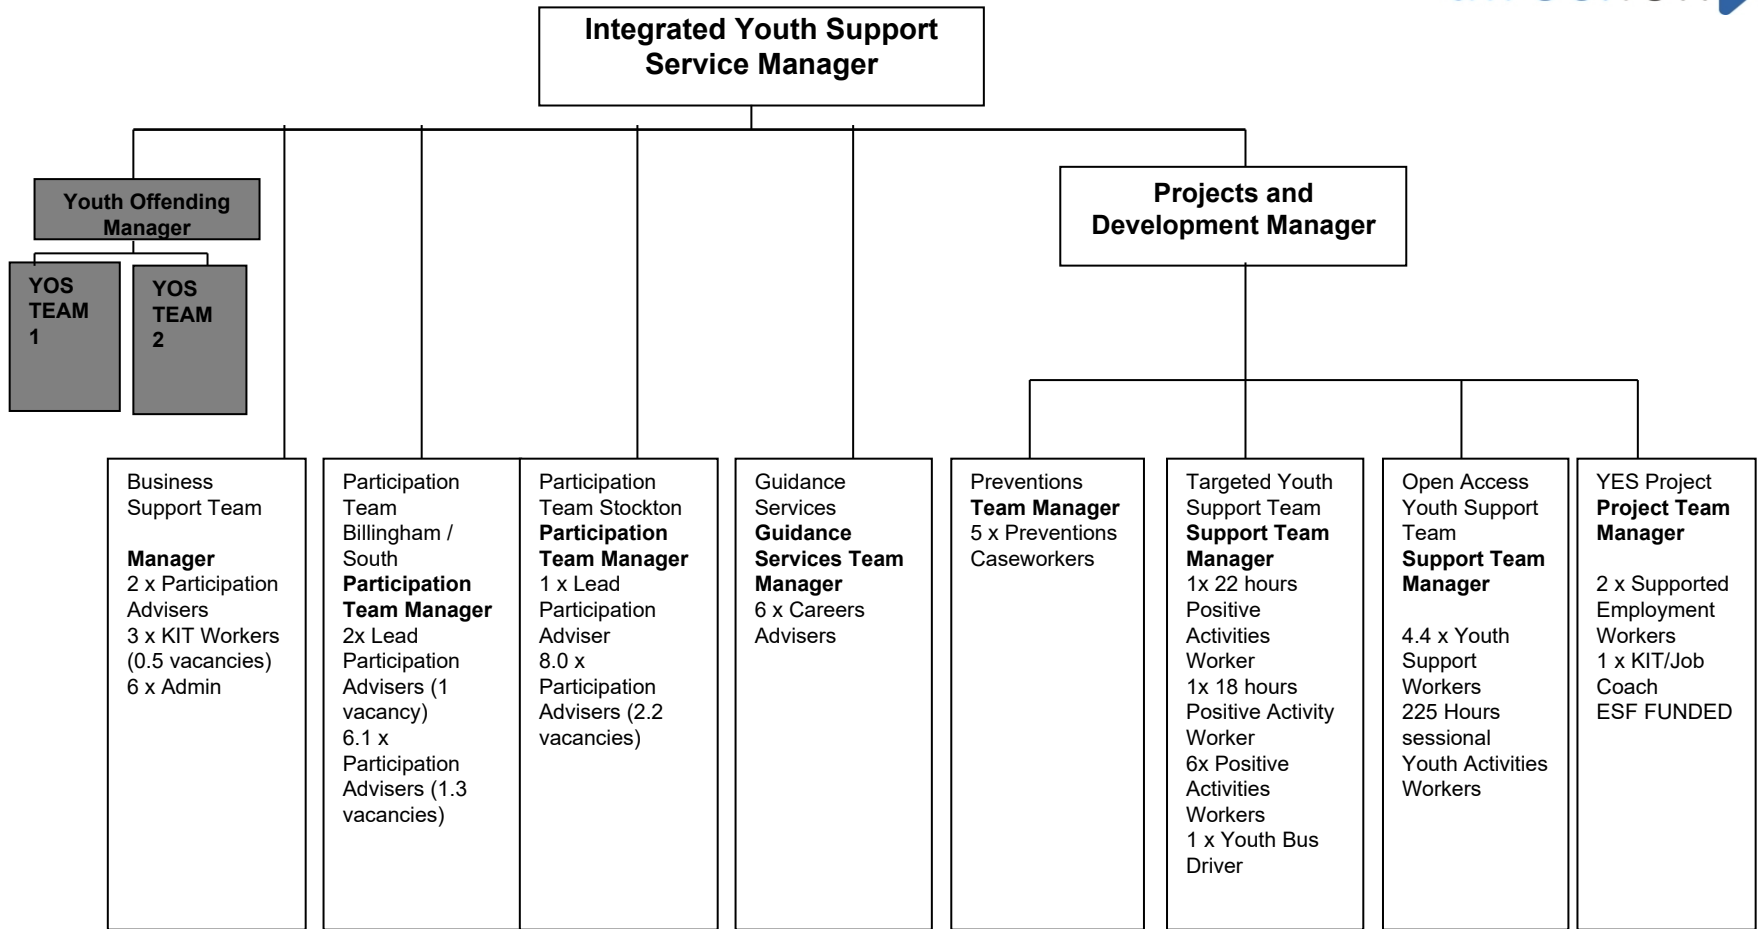 Integrated Youth Support
Service Manager
Youth Offending
Manager
Projects and
Development Manager
YOS
TEAM
1
YOS
TEAM
2
Business
Support Team
Manager
2 x Participation
Advisers
3 x KIT Workers
(0.5 vacancies)
6 x Admin
Participation
Team
Billingham /
South
Participation
Team Manager
2x Lead
Participation
Advisers (1
vacancy)
6.1 x
Participation
Advisers (1.3
vacancies)
Participation
Team Stockton
Participation
Team Manager
1 x Lead
Participation
Adviser
8.0 x
Participation
Advisers (2.2
vacancies)
Guidance
Services
Guidance
Services Team
Manager
6 x Careers
Advisers
Preventions
Team Manager
5 x Preventions
Caseworkers
Targeted Youth
Support Team
Support Team
Manager
1x 22 hours
Positive
Activities
Worker
1x 18 hours
Positive Activity
Worker
6x Positive
Activities
Workers
1 x Youth Bus
Driver
Open Access
Youth Support
Team
Support Team
Manager
4.4 x Youth
Support
Workers
225 Hours
sessional
Youth Activities
Workers
YES Project
Project Team
Manager
2 x Supported
Employment
Workers
1 x KIT/Job
Coach
ESF FUNDED